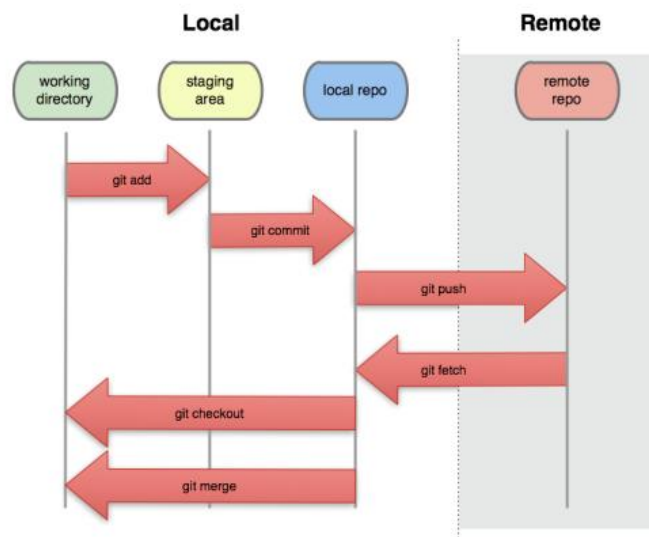 Local
Remote
working
directory
staging
area
local repo
remote
repo
git add
git commit
git push
git fetch
git checkout
git merge